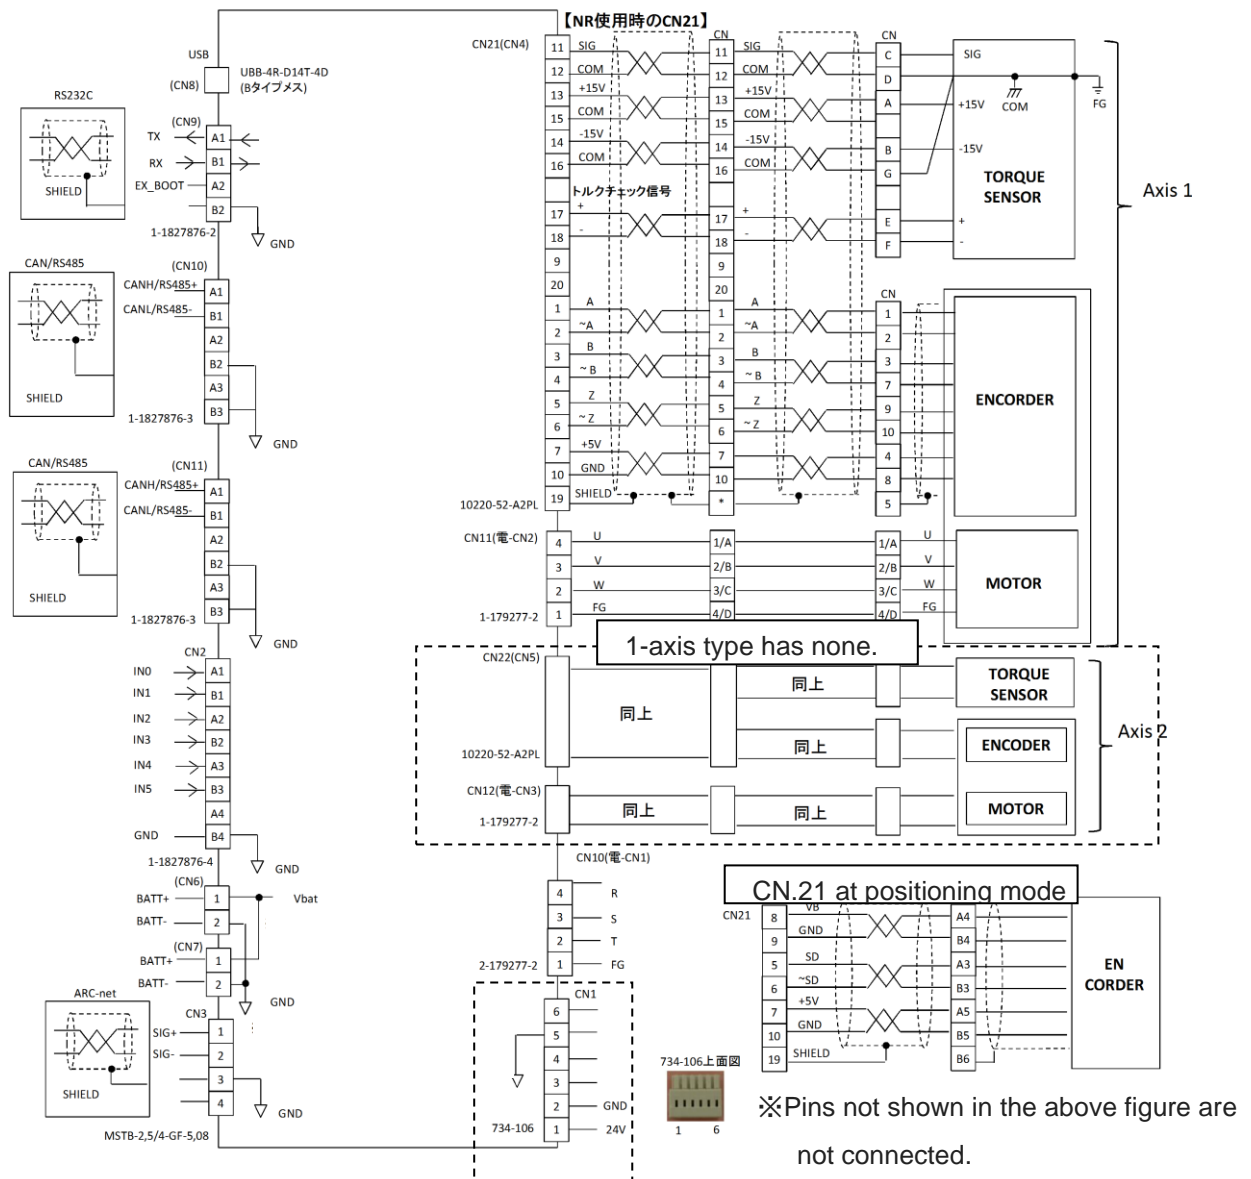 【NR使用時のCN21】
USB
(CN8)
UBB-4R-D14T-4D
(Bタイプメス)
RS232C
SHIELD
(CN9)
TX
A1
RX
B1
EX_BOOT
A2
B2
1-1827876-2
GND
CAN/RS485
SHIELD
(CN10)
CANH/RS485+
A1
CANL/RS485-
B1
A2
B2
A3
B3
1-1827876-3
GND
CAN/RS485
SHIELD
(CN11)
CANH/RS485+
A1
CANL/RS485-
B1
A2
B2
A3
B3
1-1827876-3
GND
CN2
IN0
A1
IN1
B1
IN2
A2
IN3
B2
IN4
A3
IN5
B3
A4
GND
B4
1-1827876-4
GND
(CN6)
BATT+
1
Vbat
BATT-
2
(CN7)
BATT+
1
BATT-
2
GND
ARC-net
SHIELD
CN3
SIG+
1
SIG-
2
3
4
GND
MSTB-2,5/4-GF-5,08
CN21(CN4)
11 SIG
12 COM
13 +15V
15 COM
14 -15V
16 COM
トルクチェック信号
17 +
18 -
9
20
1 A
2 ~A
3 B
4 ~B
5 Z
6 ~Z
7 +5V
10 GND
19 SHIELD
10220-52-A2PL
CN
11 SIG
12 COM
13 +15V
15 COM
14 -15V
16 COM
17 +
18 -
9
20
1 A
2 ~A
3 B
4 ~B
5 Z
6 ~Z
7
10
*
CN
C
D
A
B
G
E
F
SIG
COM
FG
+15V
-15V
TORQUE
SENSOR
+
-
Axis 1
CN
1
2
3
7
9
10
4
8
5
ENCORDER
CN11(電-CN2)
4 U 1/A 1/A U
3 V 2/B 2/B V
2 W 3/C 3/C W
1 FG 4/D 4/D FG
1-179277-2
MOTOR
1-axis type has none.
CN22(CN5)
同上
同上
TORQUE
SENSOR
同上
ENCODER
10220-52-A2PL
Axis 2
CN12(電-CN3)
同上
同上
MOTOR
1-179277-2
CN10(電-CN1)
4 R
3 S
2 T
1 FG
2-179277-2
CN1
6
5
4
3
2 GND
1 24V
734-106
CN.21 at positioning mode
CN21
8 VB A4
9 GND B4
5 SD A3
6 ~SD B3
7 +5V A5
10 GND B5
19 SHIELD B6
EN
CORDER
734-106上面図
1 6
※Pins not shown in the above figure are
not connected.